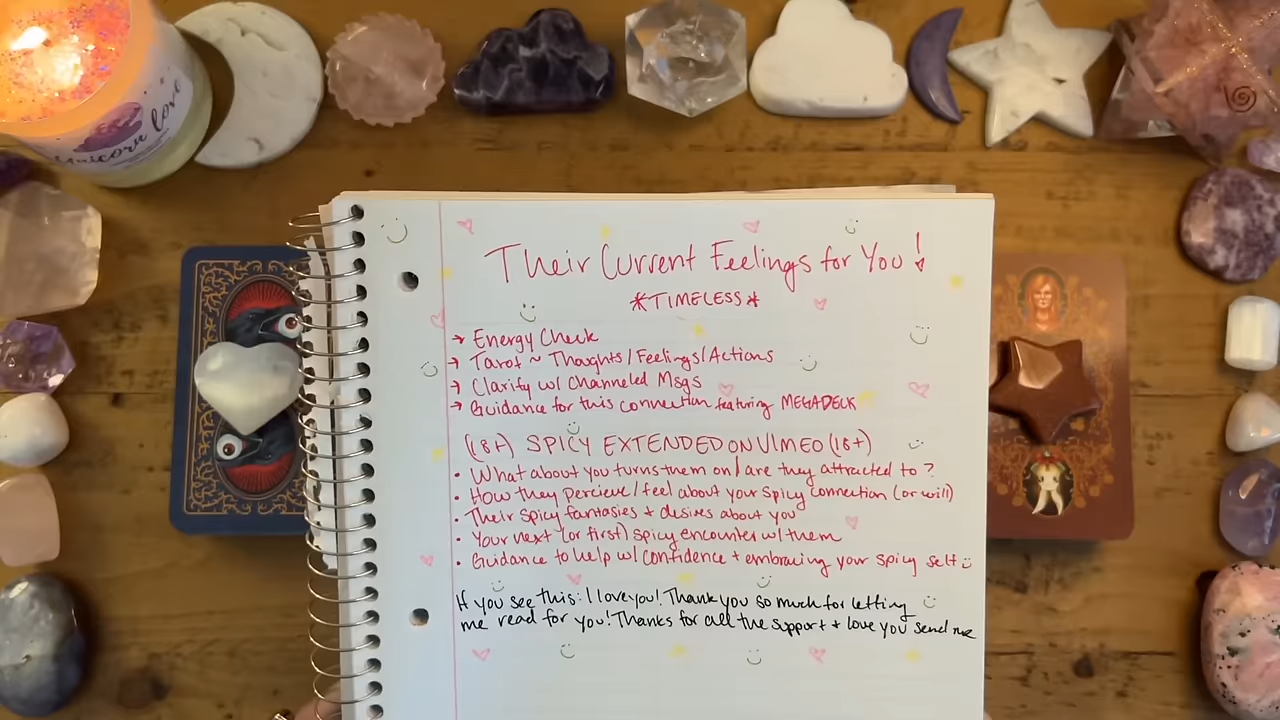 unicorn love
Their Current Feelings for You!
*TIMELESS*
→ Energy Check
→ Tarot ~ Thoughts/Feelings/Actions
→ Clarify w/ Channeled Msgs
→ Guidance for this connection featuring MEGADECK
(18+) SPICY EXTENDED ON VIMEO (18+)
• What about you turns them on/are they attracted to?
• How they percieve/feel about your spicy connection (or will)
• Their spicy fantasies + desires about you
• Your next (or first) spicy encounter w/ them
• Guidance to help w/ confidence + embracing your spicy self
If you see this: I love you! Thank you so much for letting
me read for you! Thanks for all the support + love you send me